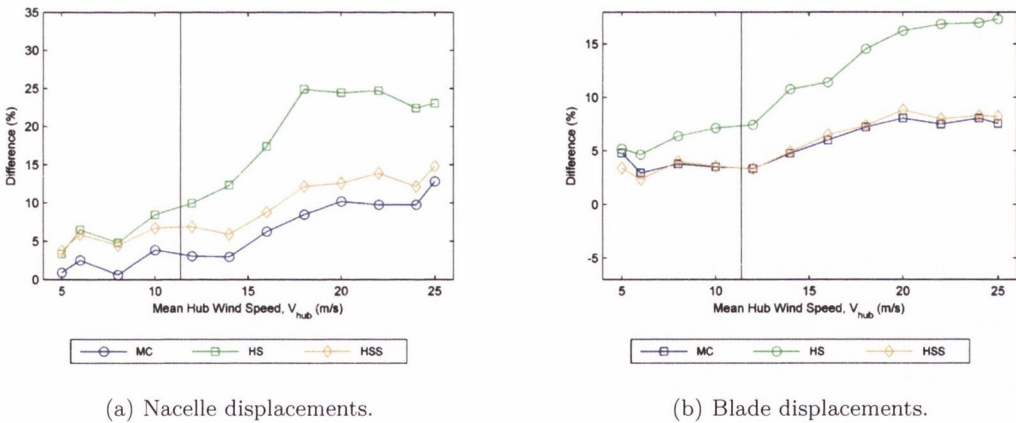 35
30
25
20
15
10
5
0
Difference (%)
5 10 15 20 25
Mean Hub Wind Speed, V_hub (m/s)
MC HS HSS
(a) Nacelle displacements.
15
10
5
0
-5
Difference (%)
5 10 15 20 25
Mean Hub Wind Speed, V_hub (m/s)
MC HS HSS
(b) Blade displacements.